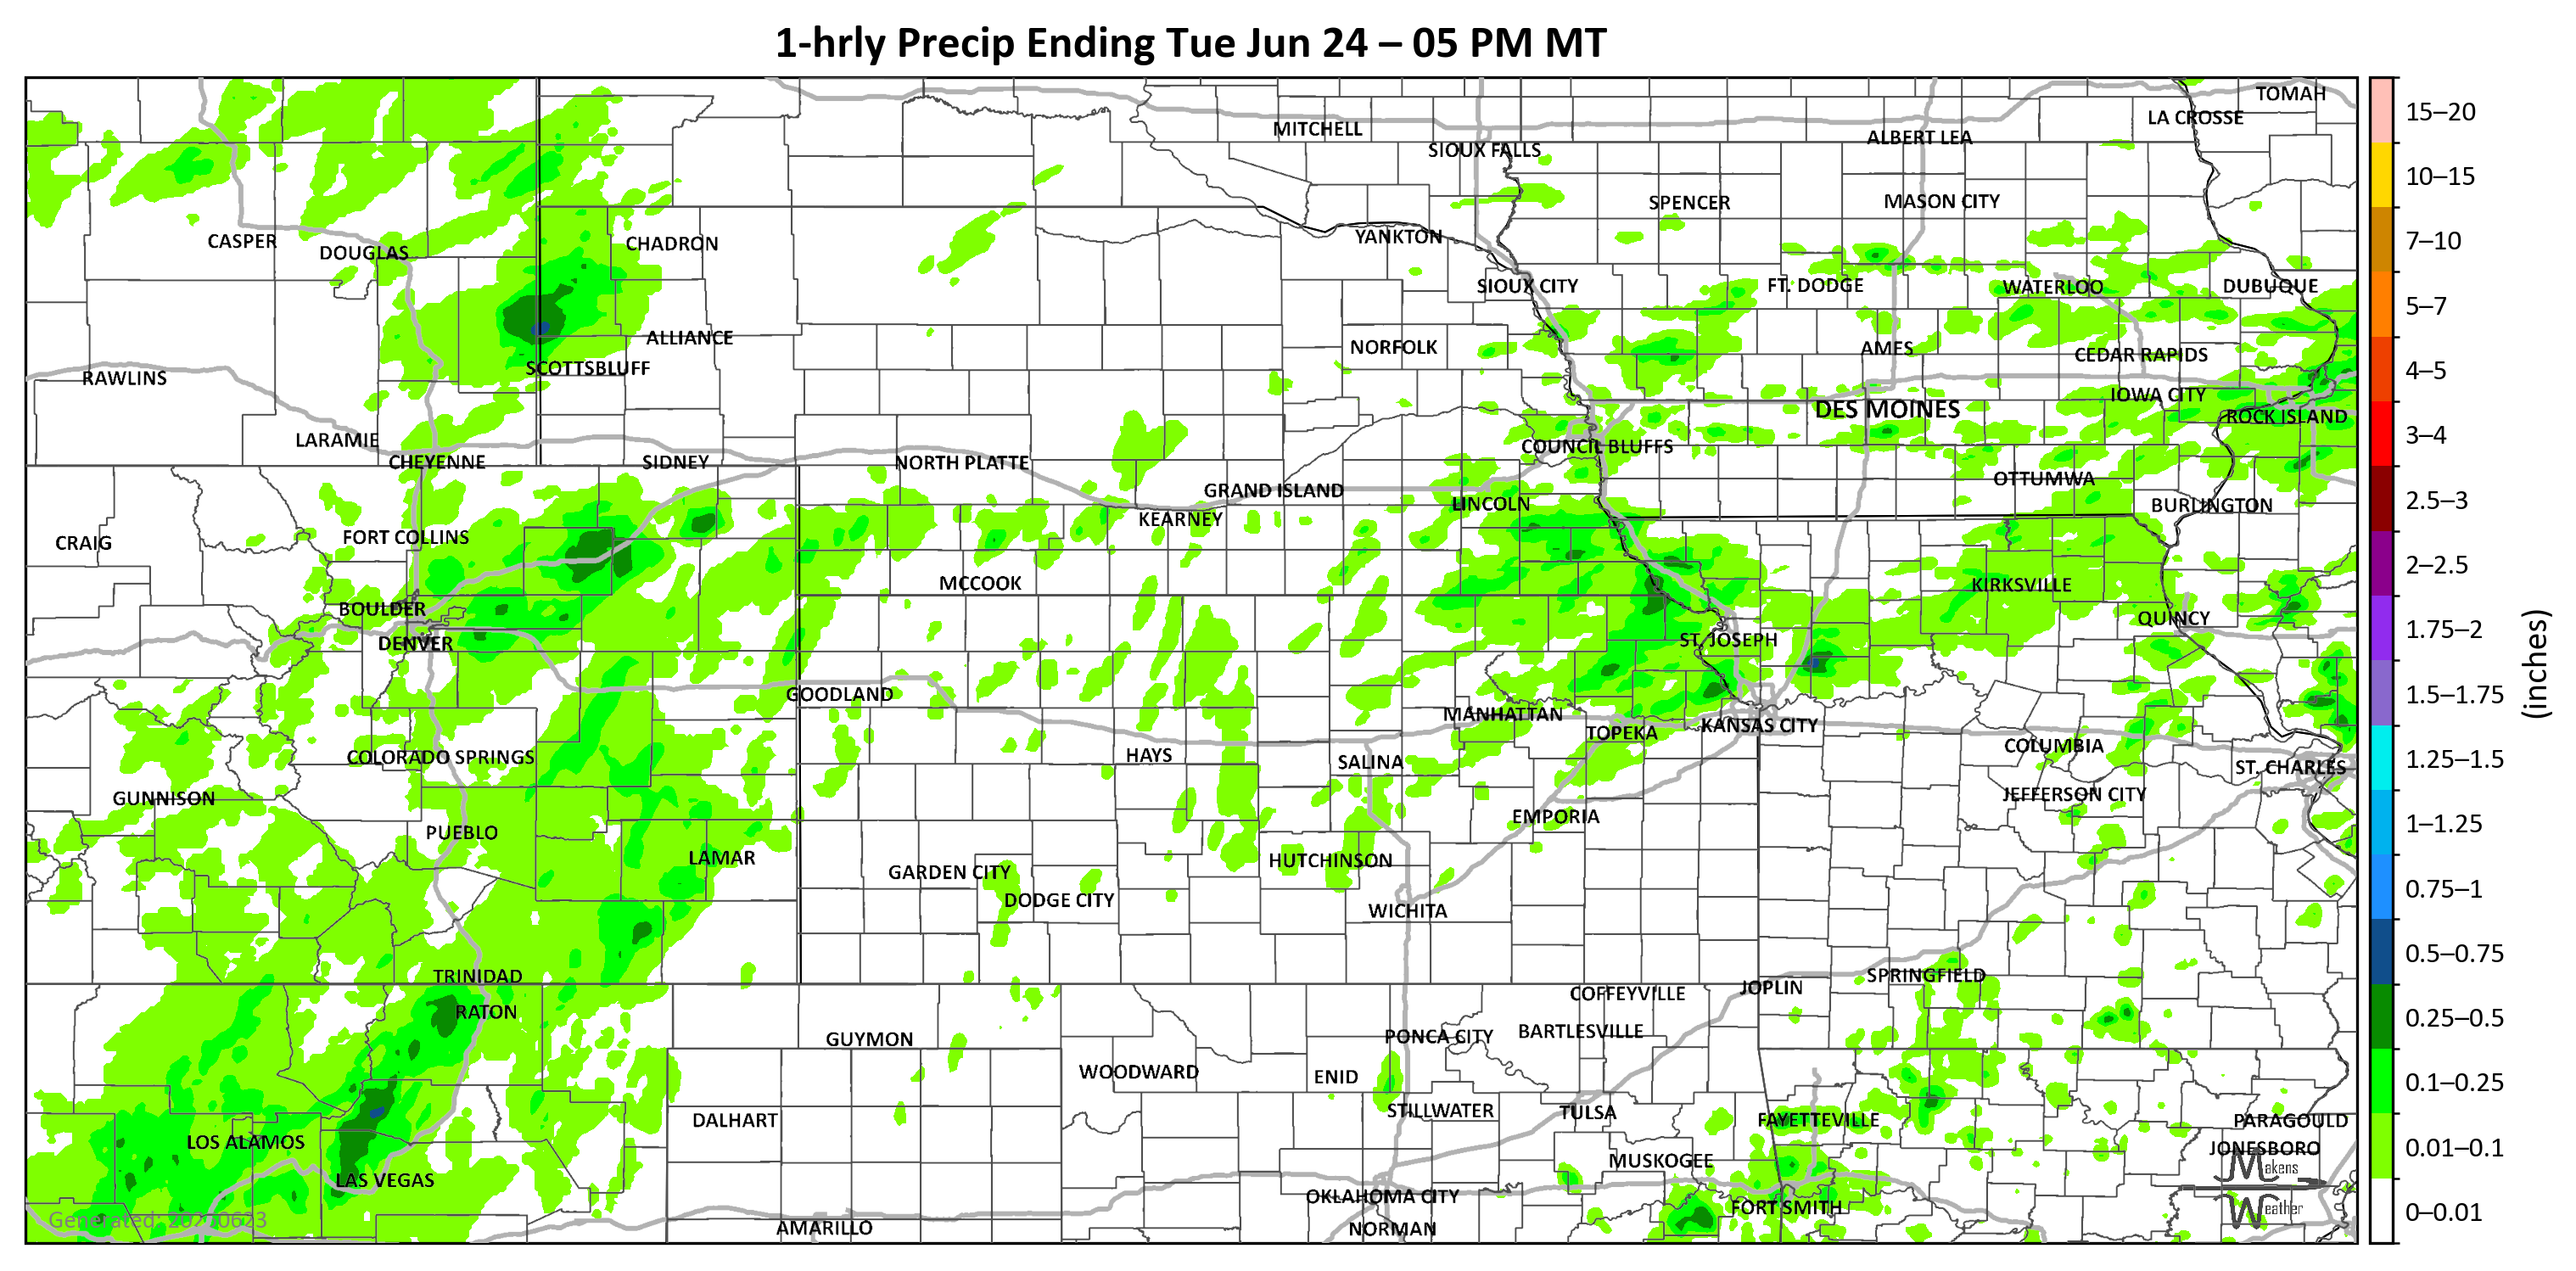 1-hrly Precip Ending Tue Jun 24 – 05 PM MT
TOMAH
LA CROSSE
MITCHELL
ALBERT LEA
SIOUX FALLS
SPENCER
MASON CITY
CASPER
DOUGLAS
CHADRON
YANKTON
SIOUX CITY
FT. DODGE
WATERLOO
DUBUQUE
ALLIANCE
NORFOLK
AMES
CEDAR RAPIDS
SCOTTSBLUFF
RAWLINS
IOWA CITY
DES MOINES
ROCK ISLAND
LARAMIE
COUNCIL BLUFFS
CHEYENNE
SIDNEY
NORTH PLATTE
OTTUMWA
GRAND ISLAND
LINCOLN
BURLINGTON
KEARNEY
FORT COLLINS
CRAIG
MCCOOK
KIRKSVILLE
BOULDER
QUINCY
DENVER
ST. JOSEPH
GOODLAND
MANHATTAN
KANSAS CITY
TOPEKA
COLUMBIA
COLORADO SPRINGS
HAYS
SALINA
ST. CHARLES
GUNNISON
JEFFERSON CITY
EMPORIA
PUEBLO
LAMAR
HUTCHINSON
GARDEN CITY
DODGE CITY
WICHITA
TRINIDAD
SPRINGFIELD
JOPLIN
COFFEYVILLE
RATON
BARTLESVILLE
PONCA CITY
GUYMON
WOODWARD
ENID
STILLWATER
TULSA
DALHART
FAYETTEVILLE
PARAGOULD
LOS ALAMOS
JONESBORO
MUSKOGEE
LAS VEGAS
OKLAHOMA CITY
FORT SMITH
AMARILLO
NORMAN
Makens
Weather
15–20
10–15
7–10
5–7
4–5
3–4
2.5–3
2–2.5
1.75–2
1.5–1.75
1.25–1.5
1–1.25
0.75–1
0.5–0.75
0.25–0.5
0.1–0.25
0.01–0.1
0–0.01
(inches)